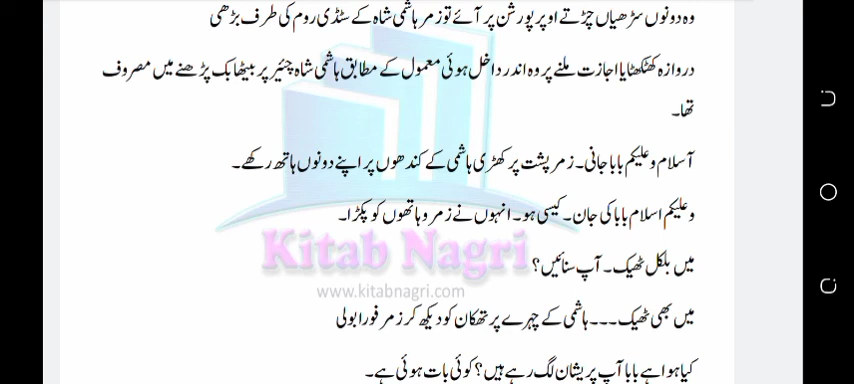 وہ دونوں سڑھیاں چڑتے اوپر پورشن پر آئے تو زمر ہاشمی شاہ کے سٹڈی روم کی طرف بڑھی
دروازہ کھٹکھٹایا اجازت ملنے پر وہ اندر داخل ہوئی معمول کے مطابق ہاشمی شاہ چئیر پر بیٹھا بک پڑھنے میں مصروف
تھا۔
آسلام و علیکم بابا جانی۔ زمر پشت پر کھڑی ہاشمی کے کندھوں پر اپنے دونوں ہاتھ رکھے۔
وعلیکم اسلام بابا کی جان۔ کیسی ہو۔ انہوں نے زمر و ہاتھوں کو پکڑا۔
Kitab Nagri
میں بلکل ٹھیک۔ آپ سنائیں؟
www.kitabnagri.com
میں بھی ٹھیک۔۔۔ ہاشمی کے چہرے پر تھکان کو دیکھ کر زمر فورا بولی
کیا ہوا ہے بابا آپ پریشان لگ رہے ہیں؟ کوئی بات ہوئی ہے۔